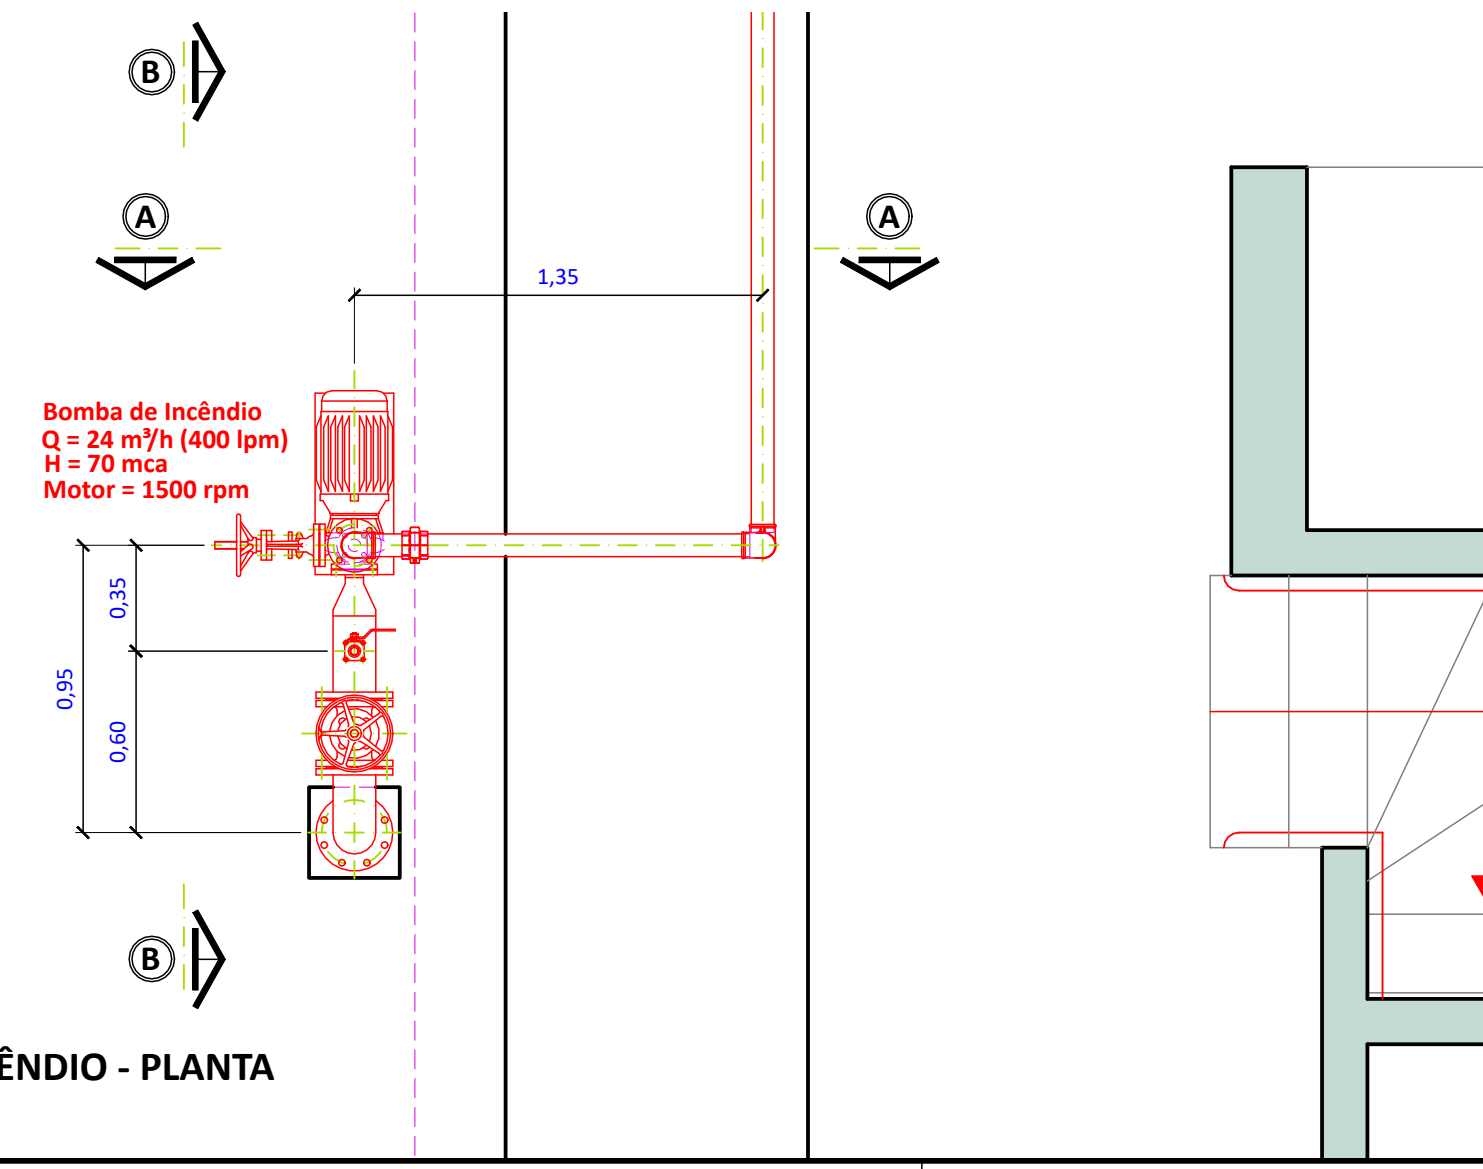 B
A
A
1,35
Bomba de Incêndio
Q = 24 m³/h (400 lpm)
H = 70 mca
Motor = 1500 rpm
0,35
0,95
0,60
B
ÊNDIO - PLANTA